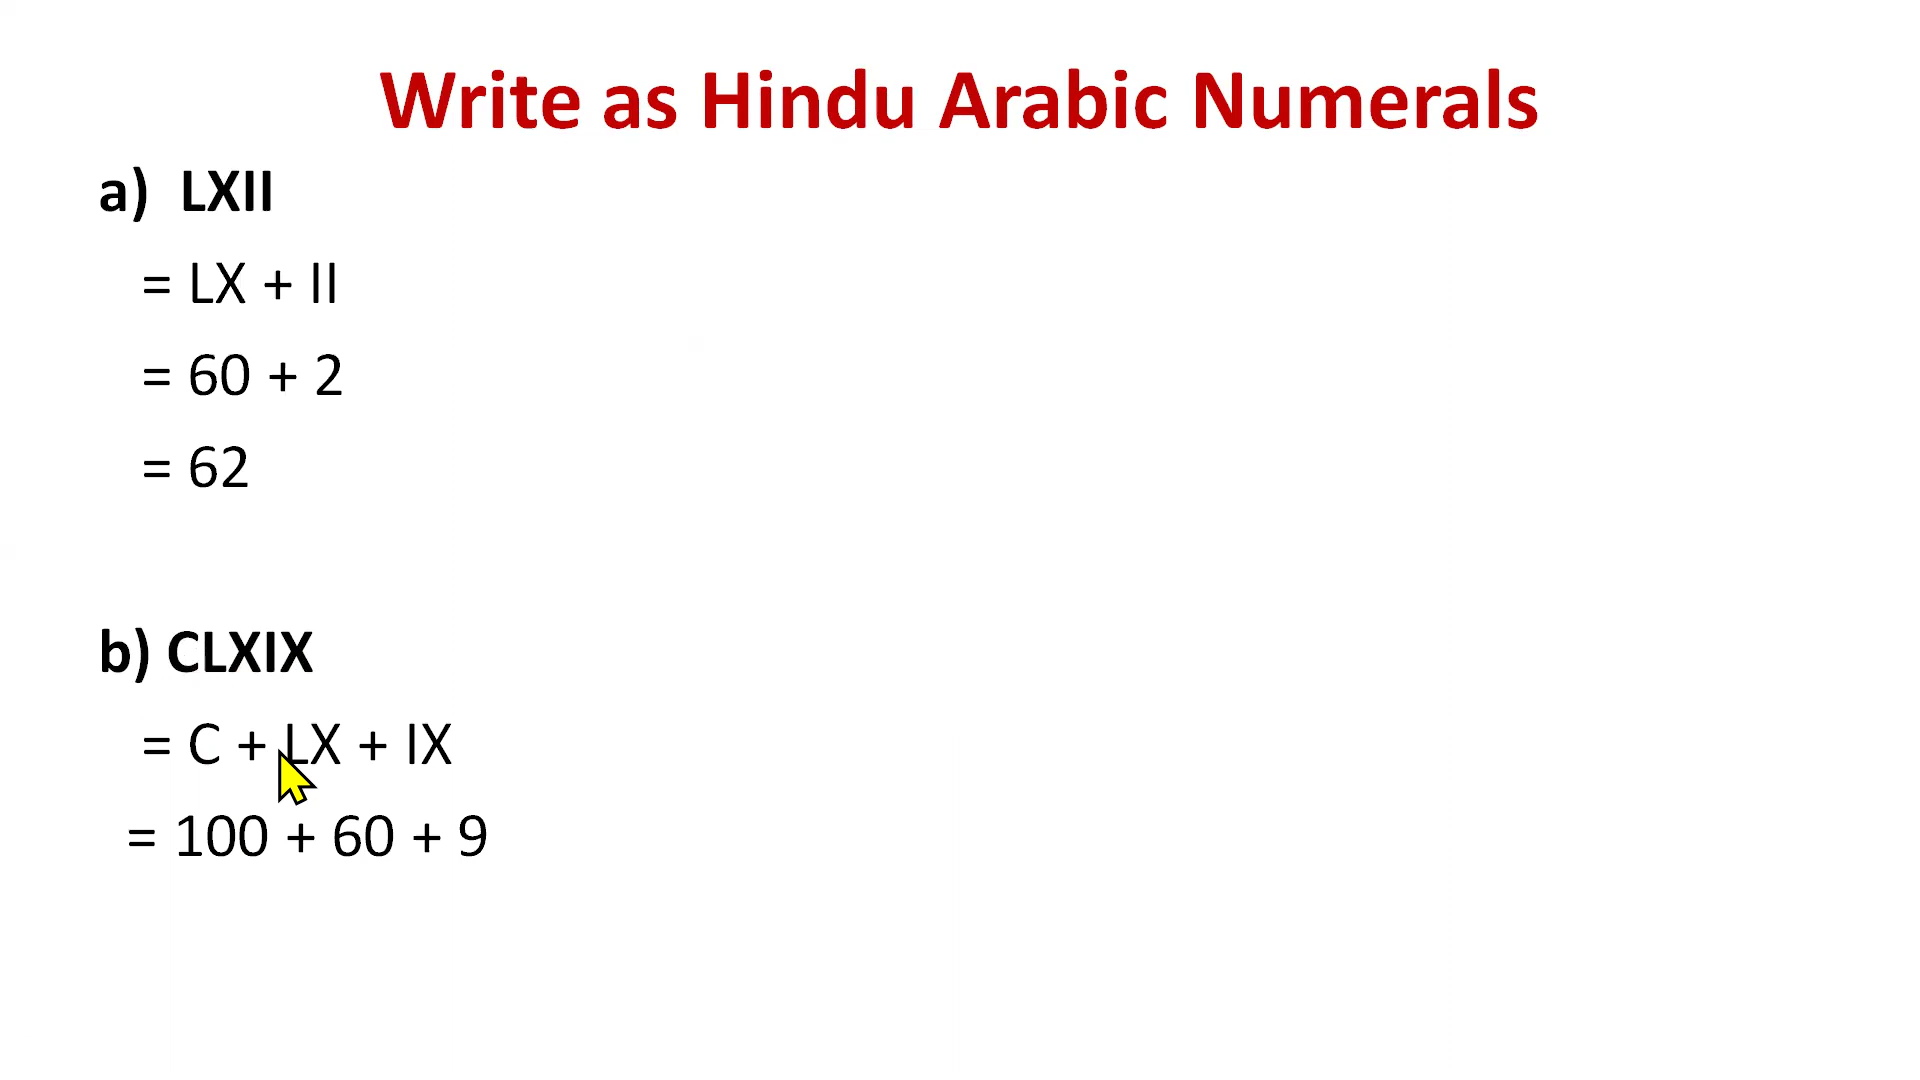 Write as Hindu Arabic Numerals
a) LXII
= LX + II
= 60 + 2
= 62
b) CLXIX
= C + LX + IX
= 100 + 60 + 9